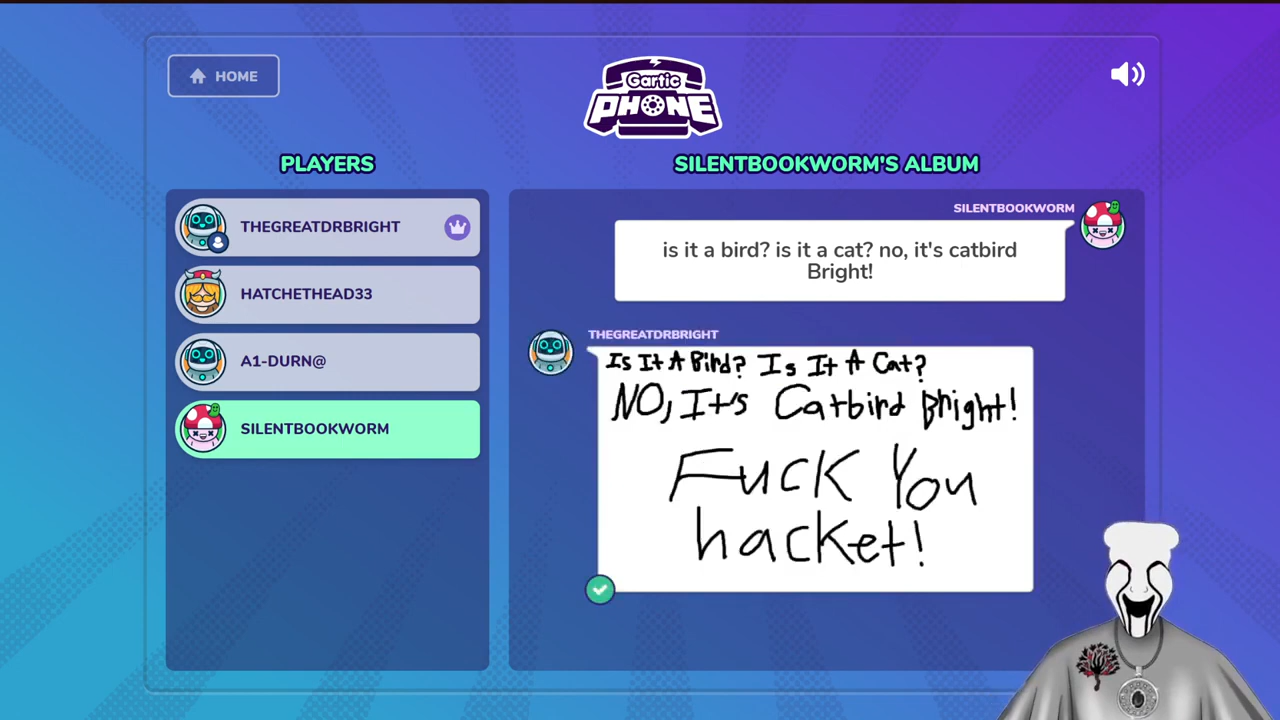 HOME
Gartic
PHONE
PLAYERS
THEGREATDRBRIGHT
HATCHETHEAD33
A1-DURN@
SILENTBOOKWORM
SILENTBOOKWORM'S ALBUM
SILENTBOOKWORM
is it a bird? is it a cat? no, it's catbird
Bright!
THEGREATDRBRIGHT
Is It A Bird? Is It A Cat?
NO, It's Catbird Bright!
Fuck You
hacket!